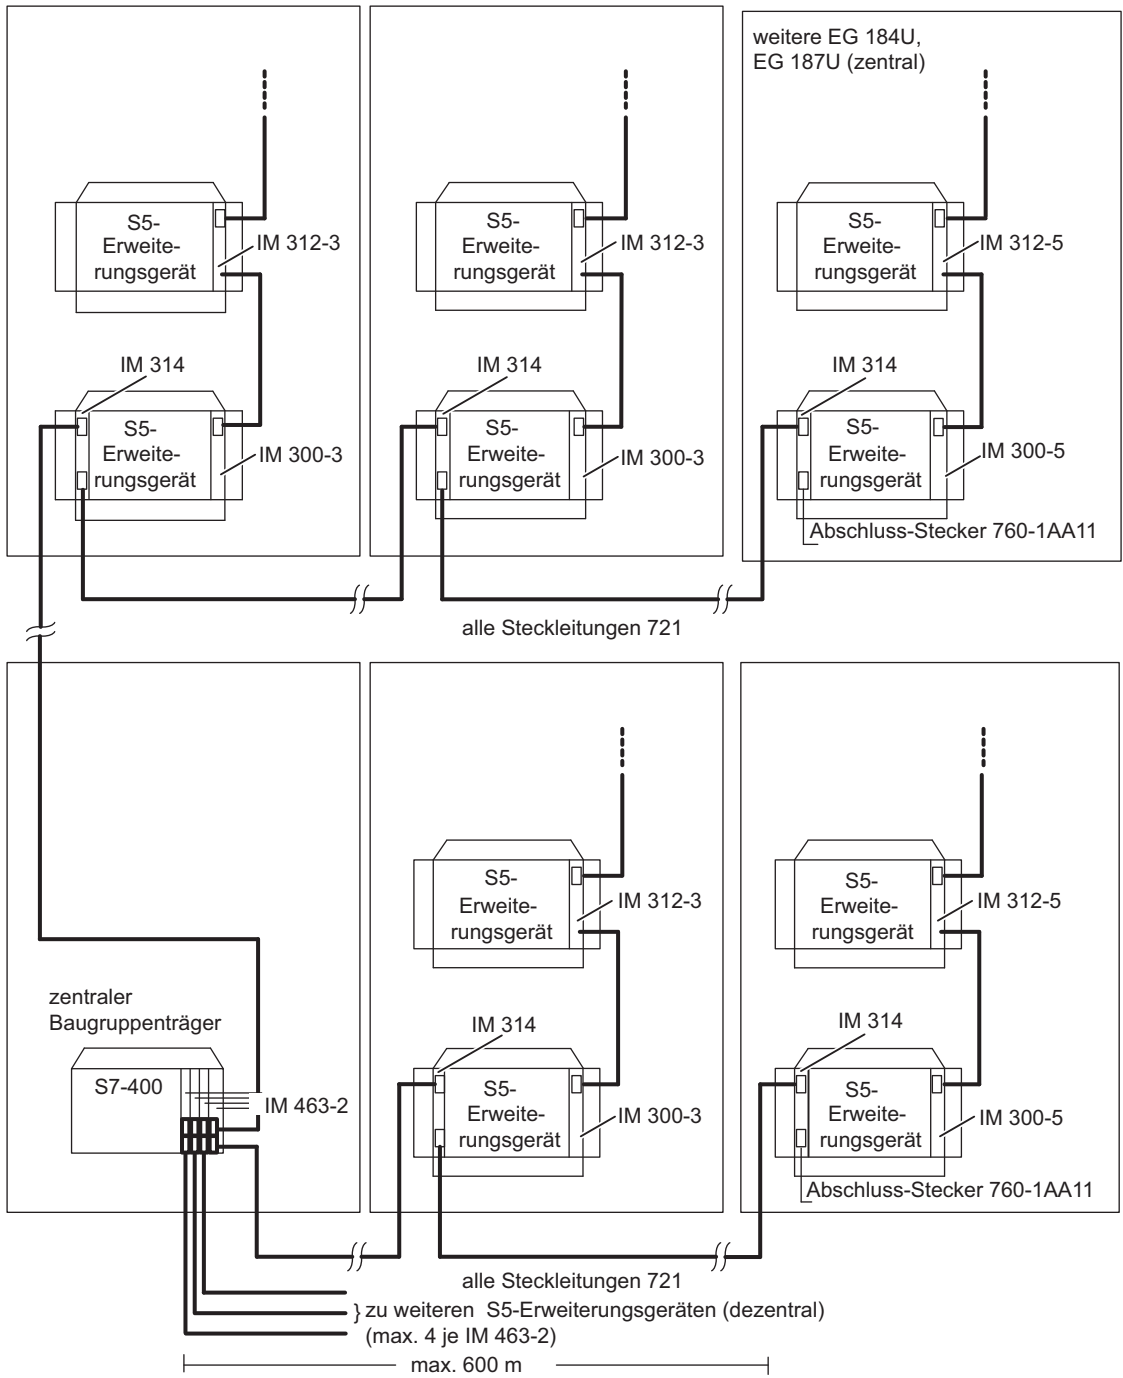 weitere EG 184U,
EG 187U (zentral)
S5-
Erweite-
rungsgerät
IM 312-3
S5-
Erweite-
rungsgerät
IM 312-3
S5-
Erweite-
rungsgerät
IM 312-5
IM 314
S5-
Erweite-
rungsgerät
IM 300-3
IM 314
S5-
Erweite-
rungsgerät
IM 300-3
IM 314
S5-
Erweite-
rungsgerät
IM 300-5
Abschluss-Stecker 760-1AA11
alle Steckleitungen 721
S5-
Erweite-
rungsgerät
IM 312-3
S5-
Erweite-
rungsgerät
IM 312-5
zentraler
Baugruppenträger
S7-400
IM 463-2
IM 314
S5-
Erweite-
rungsgerät
IM 300-3
IM 314
S5-
Erweite-
rungsgerät
IM 300-5
Abschluss-Stecker 760-1AA11
alle Steckleitungen 721
} zu weiteren S5-Erweiterungsgeräten (dezentral)
(max. 4 je IM 463-2)
max. 600 m